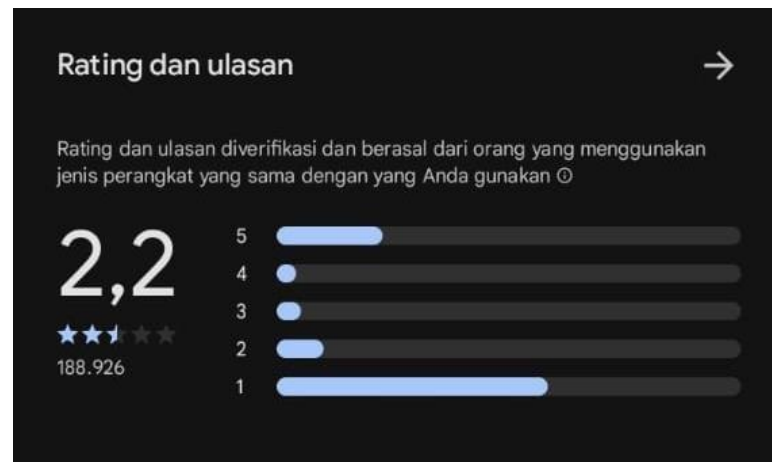 Rating dan ulasan
Rating dan ulasan diverifikasi dan berasal dari orang yang menggunakan
jenis perangkat yang sama dengan yang Anda gunakan
2,2
188.926
5
4
3
2
1